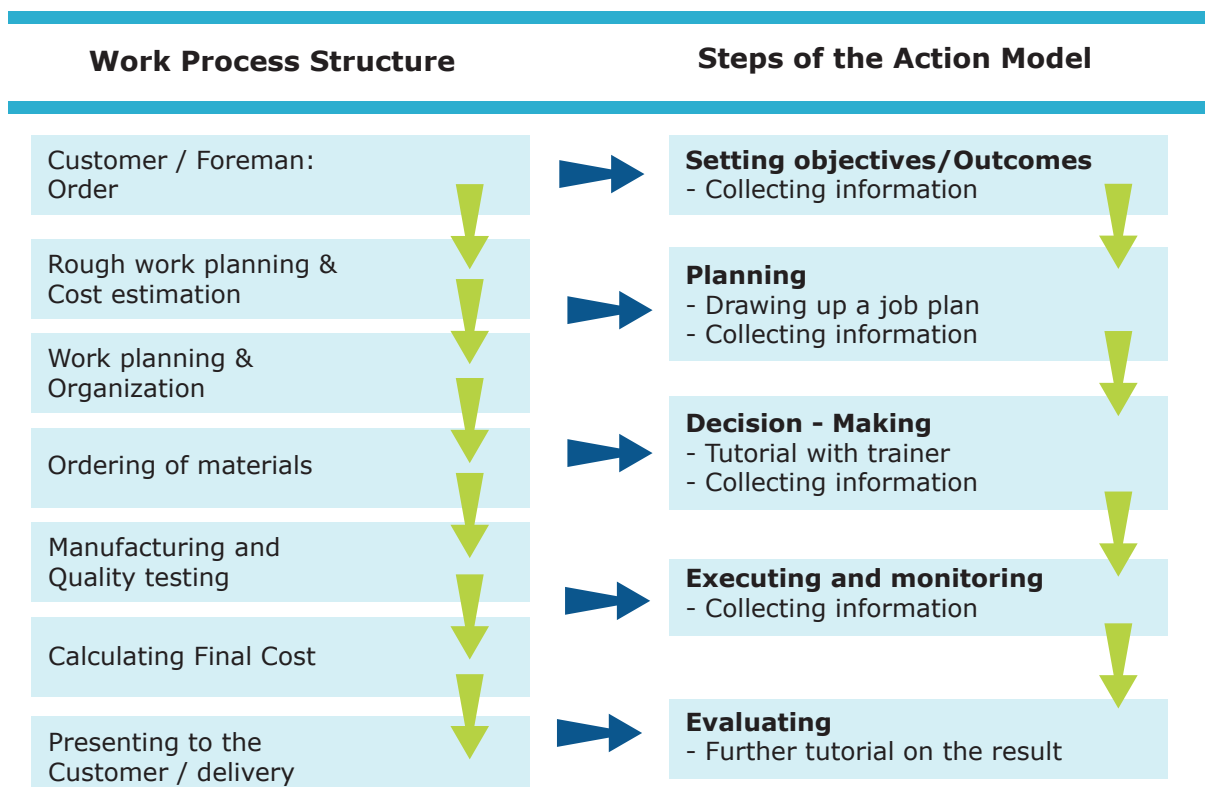 Work Process Structure
Steps of the Action Model
Customer / Foreman:
Order
Rough work planning &
Cost estimation
Work planning &
Organization
Ordering of materials
Manufacturing and
Quality testing
Calculating Final Cost
Presenting to the
Customer / delivery
Setting objectives/Outcomes
- Collecting information
Planning
- Drawing up a job plan
- Collecting information
Decision - Making
- Tutorial with trainer
- Collecting information
Executing and monitoring
- Collecting information
Evaluating
- Further tutorial on the result